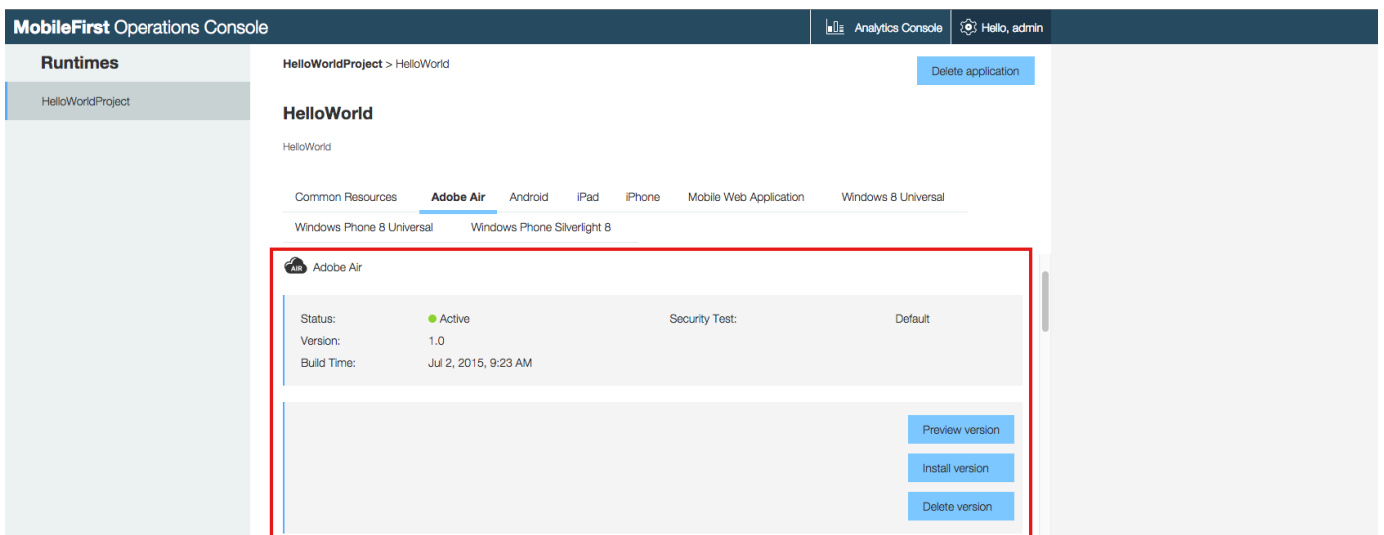 MobileFirst Operations Console
Analytics Console
Hello, admin
Runtimes
HelloWorldProject
HelloWorldProject > HelloWorld
Delete application
HelloWorld
HelloWorld
Common Resources Adobe Air Android iPad iPhone Mobile Web Application Windows 8 Universal
Windows Phone 8 Universal Windows Phone Silverlight 8
AIR Adobe Air
Status: Active Security Test: Default
Version: 1.0
Build Time: Jul 2, 2015, 9:23 AM
Preview version
Install version
Delete version